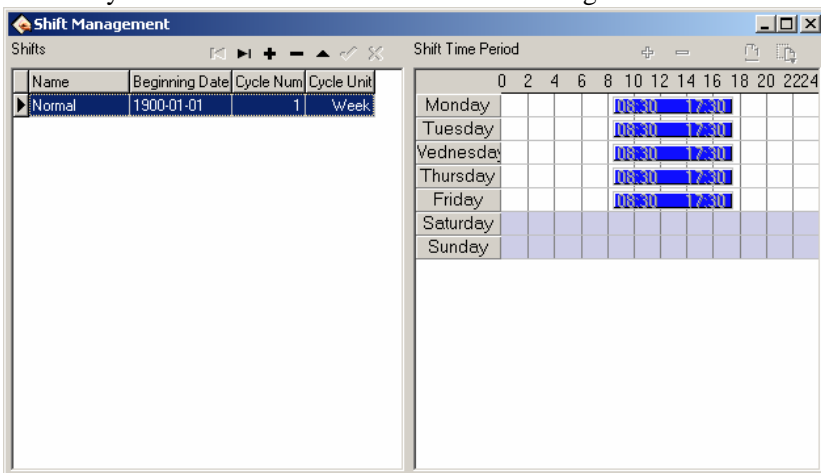 Shift Management
Shifts
Name Beginning Date Cycle Num Cycle Unit
Normal 1900-01-01 1 Week
Shift Time Period
0 2 4 6 8 10 12 14 16 18 20 2224
Monday 08:30 17:30
Tuesday 08:30 17:30
Wednesday 08:30 17:30
Thursday 08:30 17:30
Friday 08:30 17:30
Saturday
Sunday